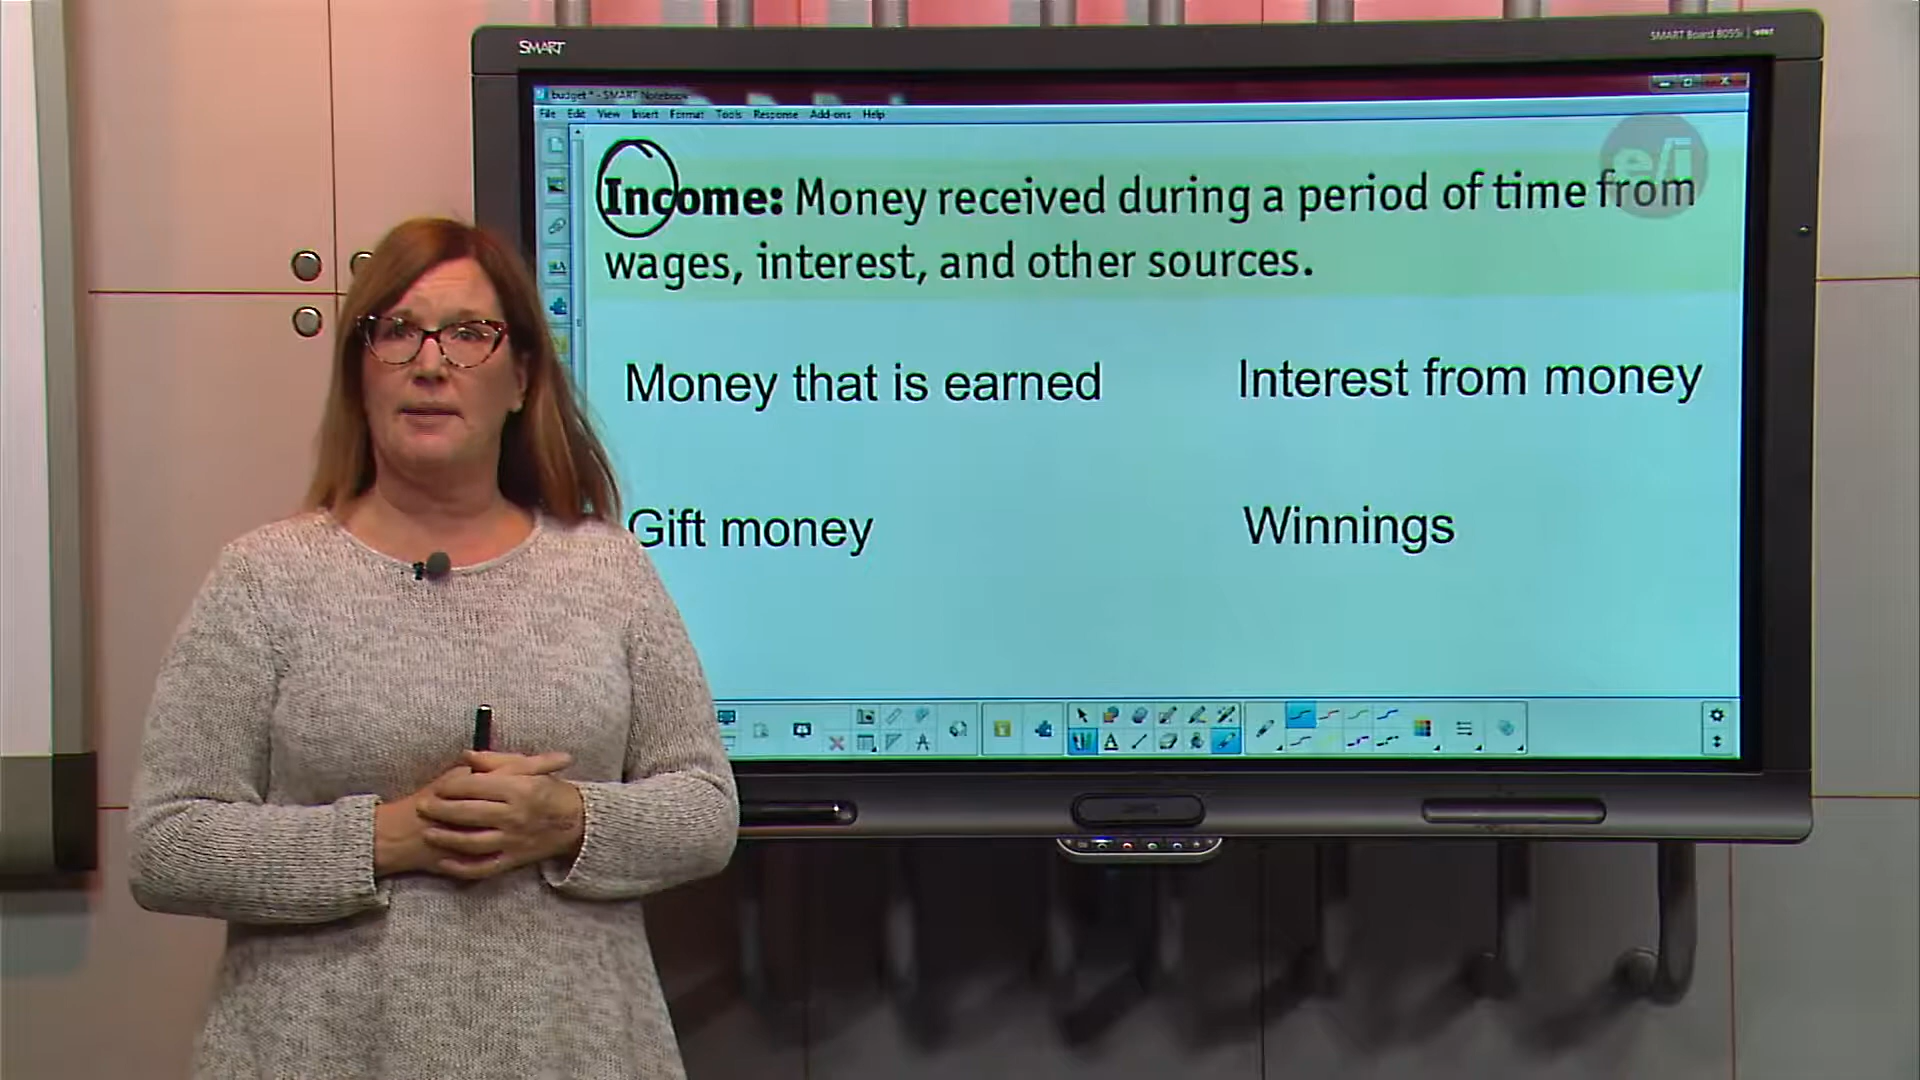 SMART
SMART Board 8055i
budget * - SMART Notebook
File Edit View Insert Format Tools Response Add-ons Help
e/i
Income: Money received during a period of time from
wages, interest, and other sources.
Money that is earned
Interest from money
Gift money
Winnings